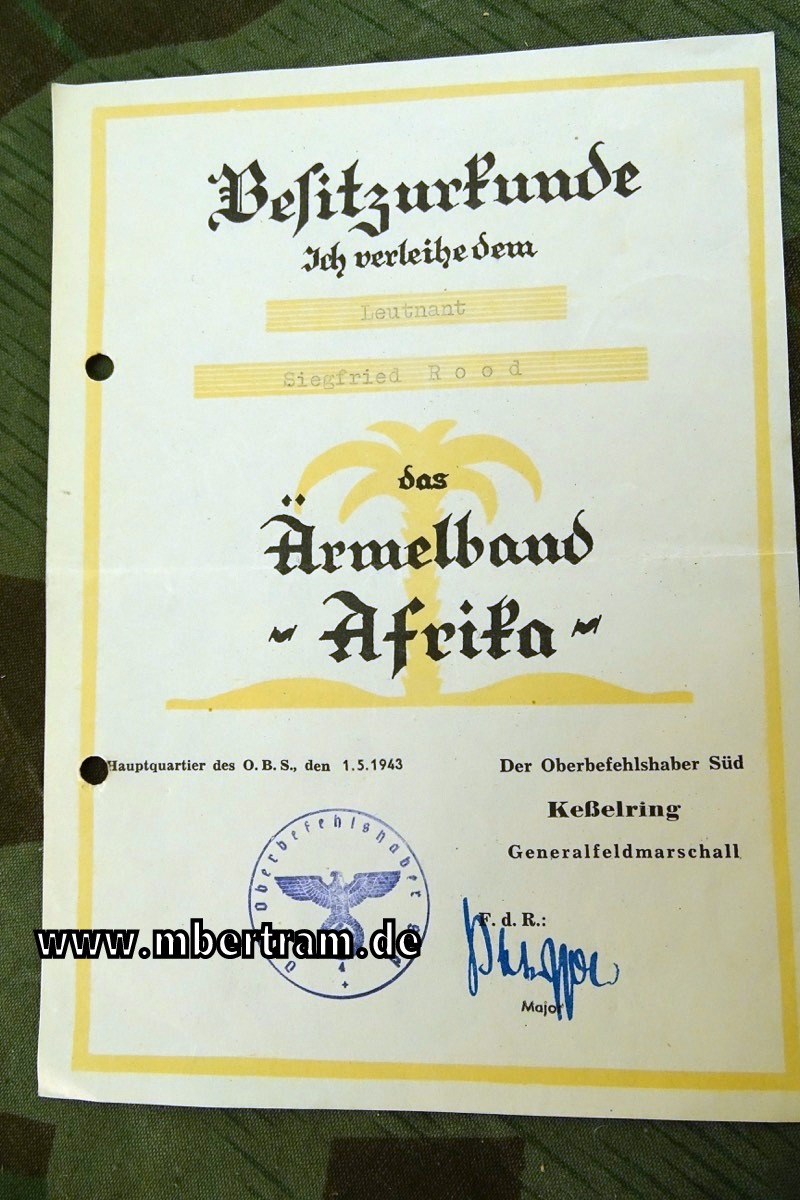 Besitzurkunde
Ich verleihe dem
Leutnant
Siegfried Rood
das
Ärmelband
"Afrika"
Hauptquartier des O.B.S., den 1.5.1943
Der Oberbefehlshaber Süd
Keßelring
Generalfeldmarschall
Oberbefehlshaber
F. d. R.:
www.mbertram.de
4
Major